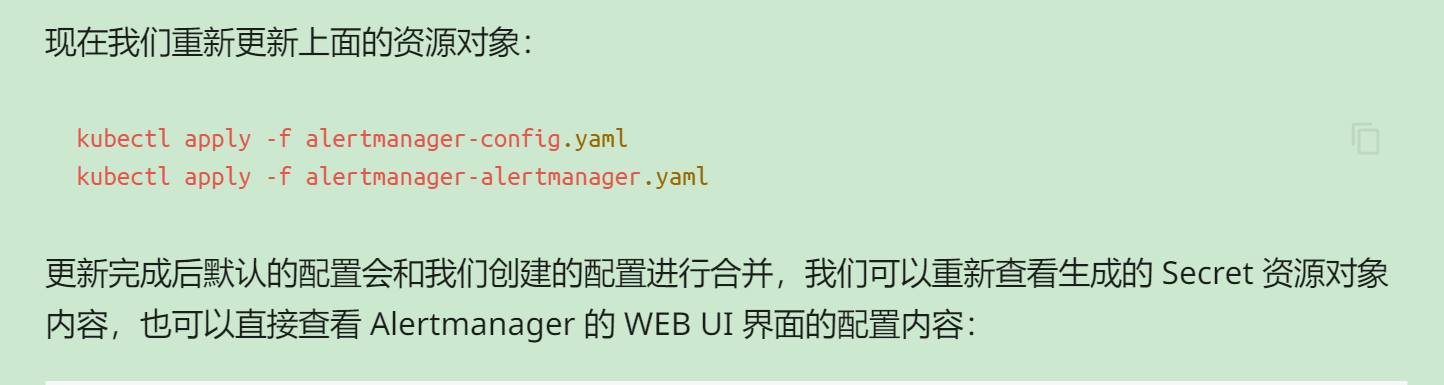 现在我们重新更新上面的资源对象：
kubectl apply -f alertmanager-config.yaml
kubectl apply -f alertmanager-alertmanager.yaml
更新完成后默认的配置会和我们创建的配置进行合并，我们可以重新查看生成的 Secret 资源对象
内容，也可以直接查看 Alertmanager 的 WEB UI 界面的配置内容：